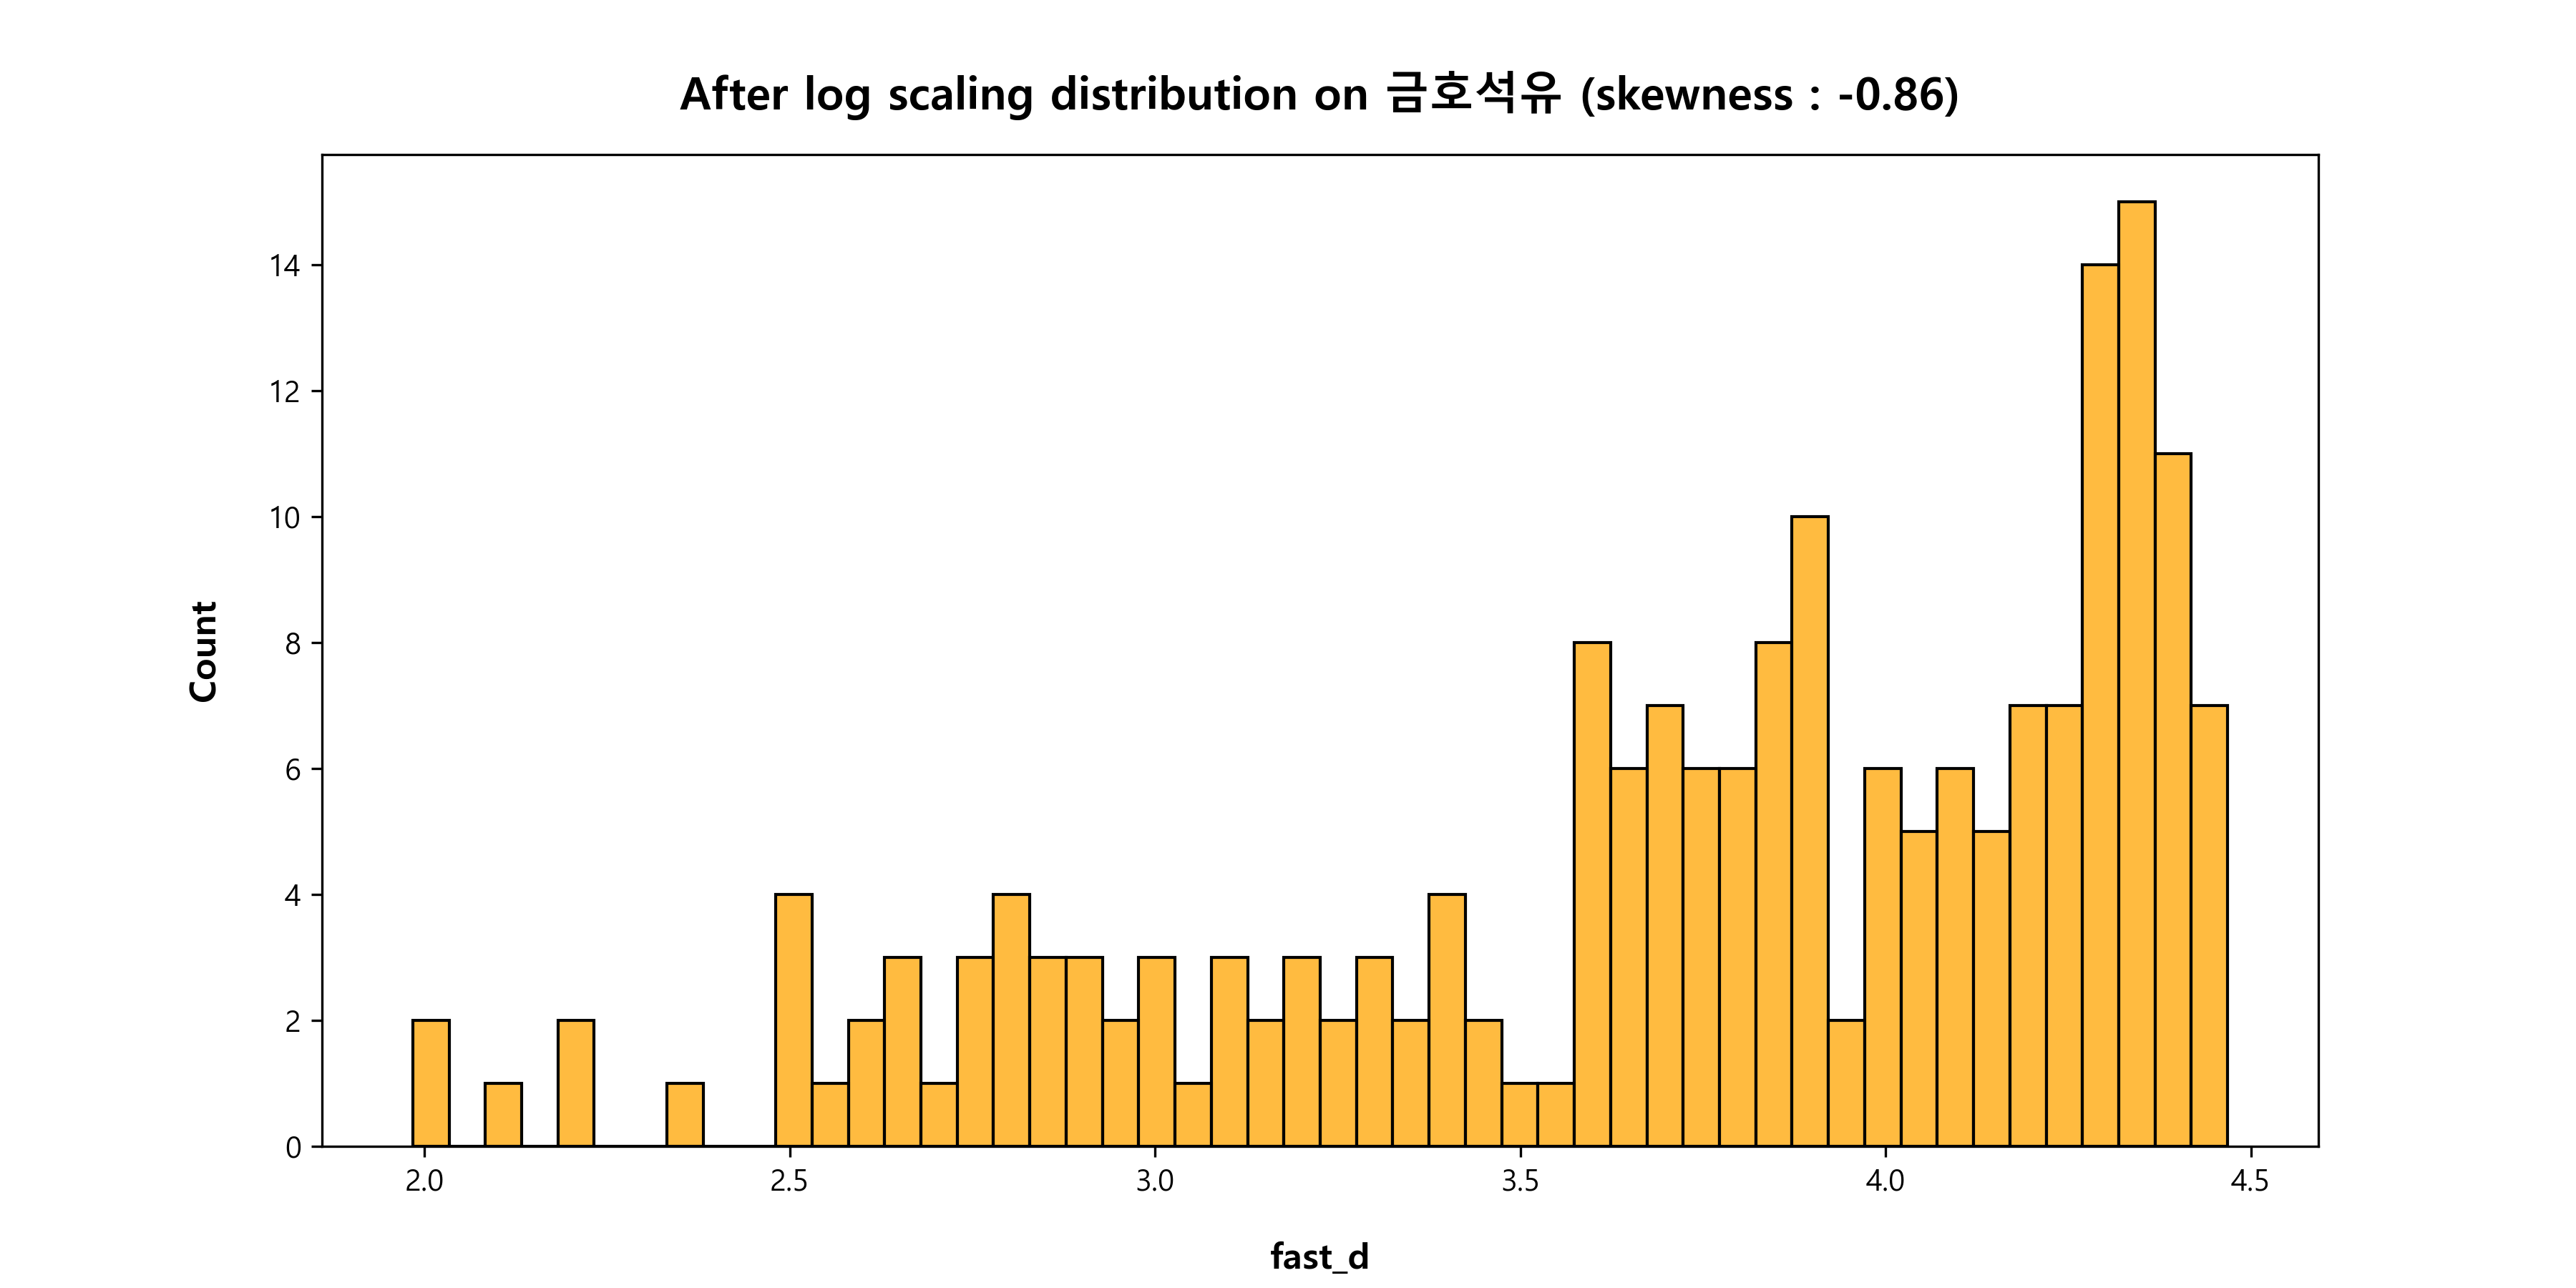 After log scaling distribution on 금호석유 (skewness : -0.86)
14
12
10
8
6
4
2
0
Count
2.0 2.5 3.0 3.5 4.0 4.5
fast_d